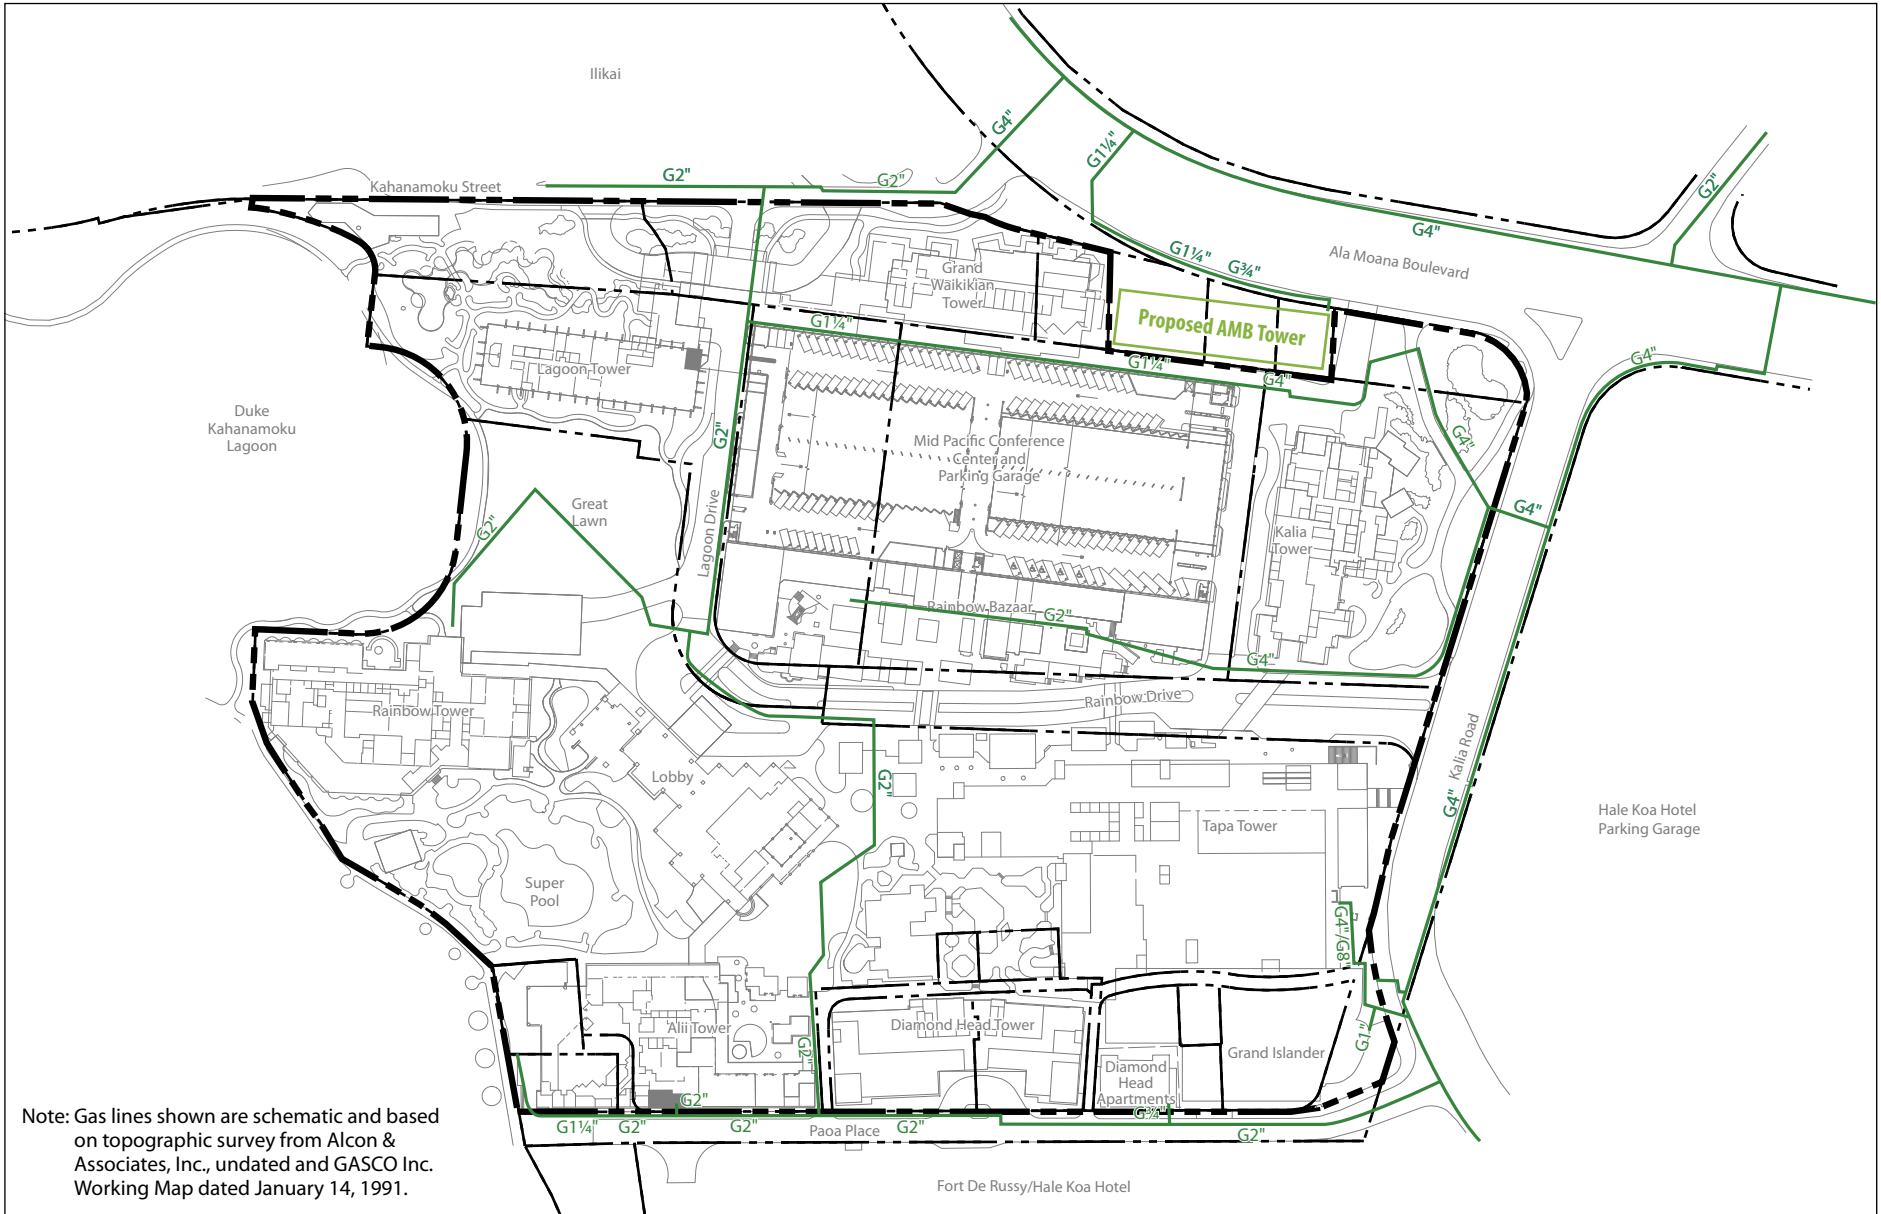 Ilikai
G4"
G1¼"
Kahanamoku Street
G2"
G2"
G2"
G4"
Ala Moana Boulevard
G1¼"
G¾"
Grand
Waikikian
Tower
Proposed AMB Tower
G1¼"
G1¼"
G4"
G4"
Lagoon Tower
Duke
Kahanamoku
Lagoon
G2"
Mid Pacific Conference
Center and
Parking Garage
G4"
G4"
Great
Lawn
G2"
Lagoon Drive
Kalia
Tower
Rainbow Bazaar
G2"
G4"
Rainbow Drive
Rainbow Tower
Lobby
G2"
Kalia Road
G4"
Tapa Tower
Hale Koa Hotel
Parking Garage
Super
Pool
G4"/G8"
Alii Tower
G2"
Diamond Head Tower
G1"
Grand Islander
Diamond
Head
Apartments
G2"
G¾"
G1¼"
G2"
G2"
Paoa Place
G2"
G2"
Note: Gas lines shown are schematic and based
on topographic survey from Alcon &
Associates, Inc., undated and GASCO Inc.
Working Map dated January 14, 1991.
Fort De Russy/Hale Koa Hotel